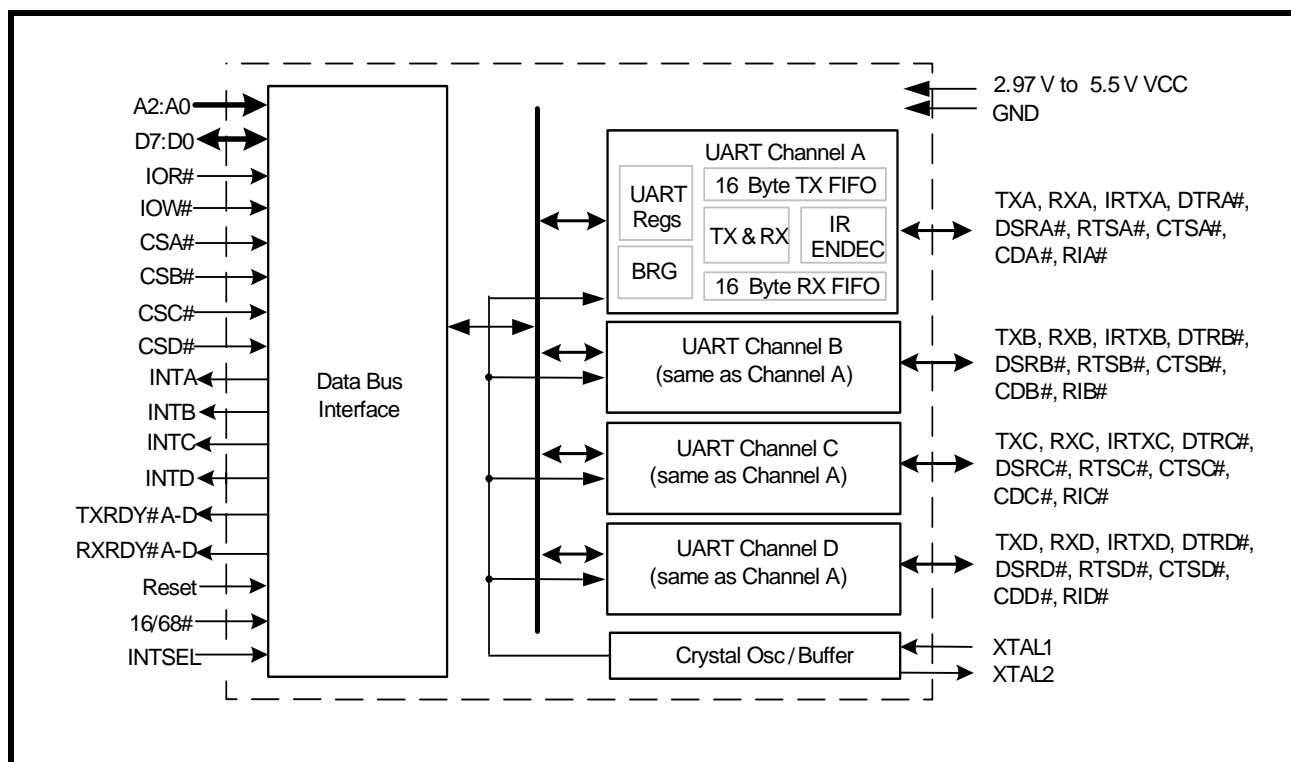 A2:A0
D7:D0
IOR#
IOW#
CSA#
CSB#
CSC#
CSD#
INTA
INTB
INTC
INTD
TXRDY# A-D
RXRDY# A-D
Reset
16/68#
INTSEL
Data Bus
Interface
UART Channel A
UART
Regs
BRG
16 Byte TX FIFO
TX & RX
IR
ENDEC
16 Byte RX FIFO
UART Channel B
(same as Channel A)
UART Channel C
(same as Channel A)
UART Channel D
(same as Channel A)
Crystal Osc / Buffer
2.97 V to 5.5 V VCC
GND
TXA, RXA, IRTXA, DTRA#,
DSRA#, RTSA#, CTSA#,
CDA#, RIA#
TXB, RXB, IRTXB, DTRB#,
DSRB#, RTSB#, CTSB#,
CDB#, RIB#
TXC, RXC, IRTXC, DTRC#,
DSRC#, RTSC#, CTSC#,
CDC#, RIC#
TXD, RXD, IRTXD, DTRD#,
DSRD#, RTSD#, CTSD#,
CDD#, RID#
XTAL1
XTAL2